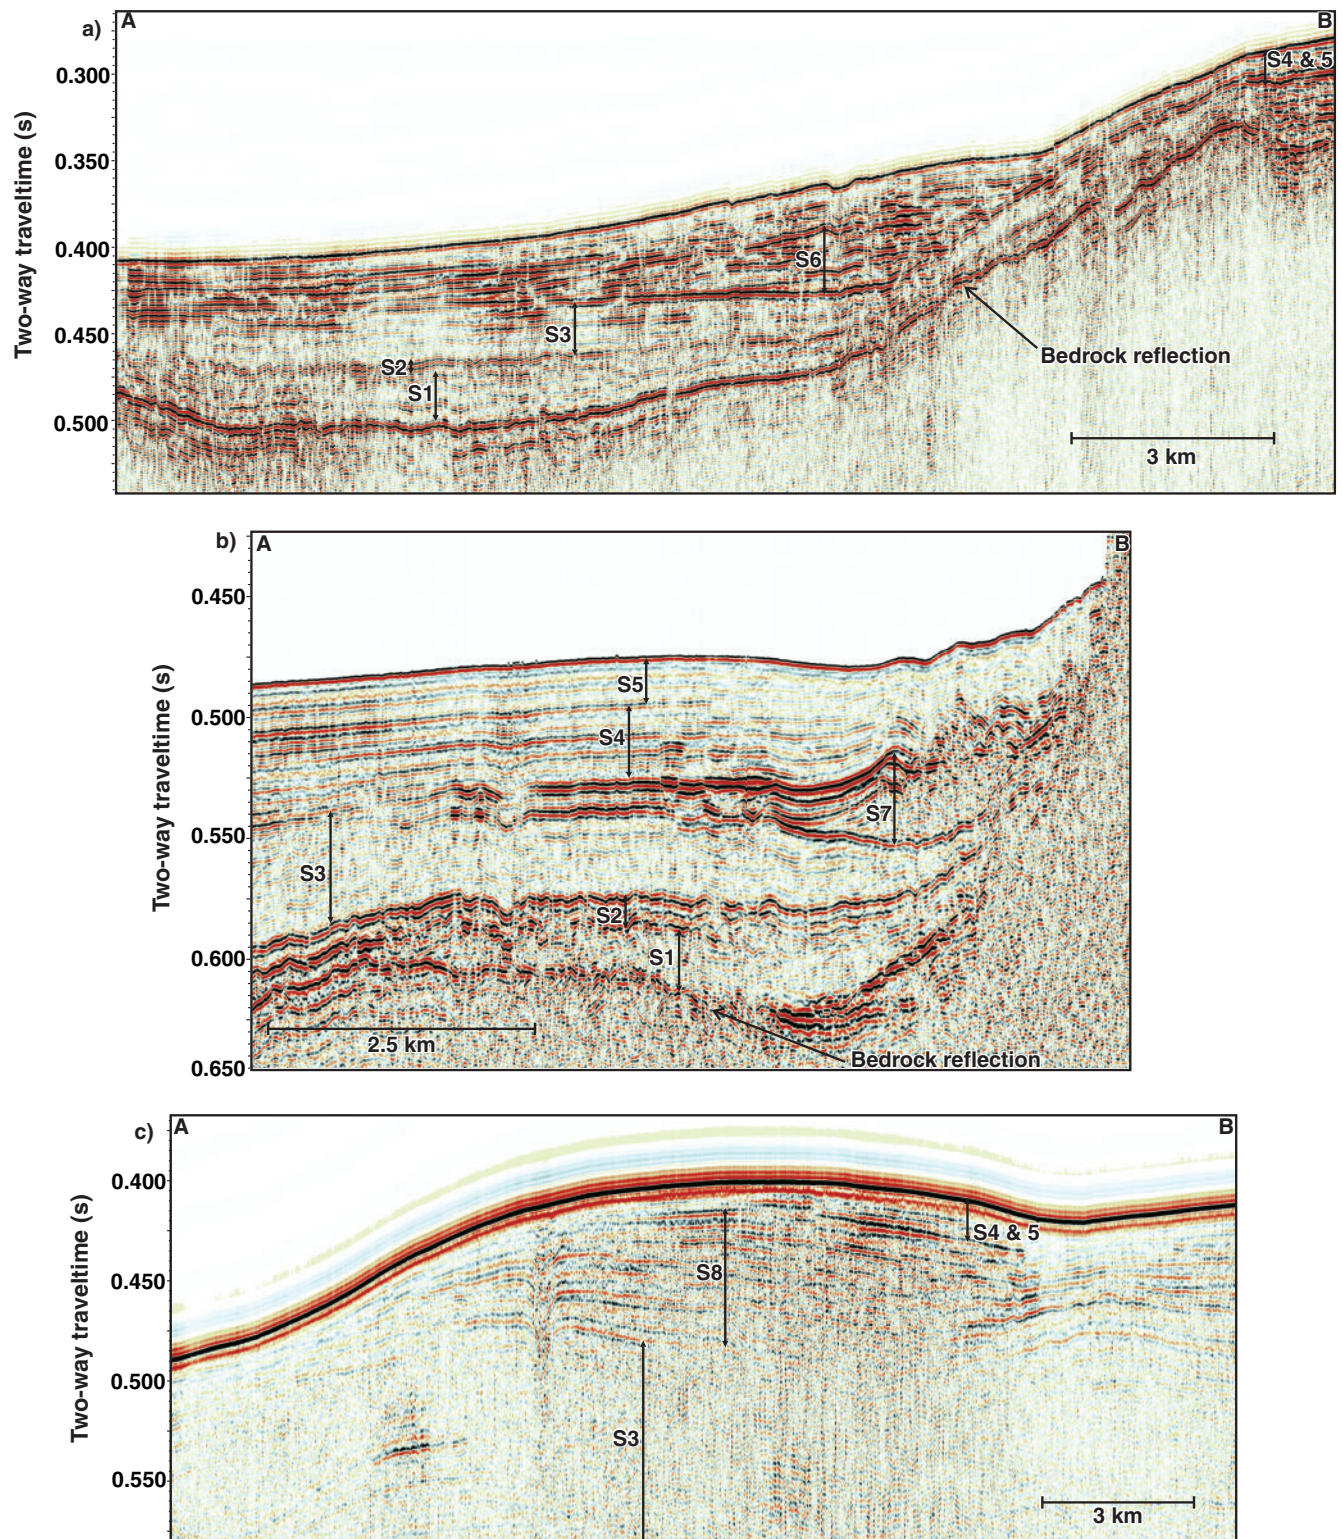 a)
A
B
Two-way traveltime (s)
0.300
0.350
0.400
0.450
0.500
S4 & 5
S6
S3
S2
S1
Bedrock reflection
3 km
b)
A
B
Two-way traveltime (s)
0.450
0.500
0.550
0.600
0.650
S5
S4
S7
S3
S2
S1
2.5 km
Bedrock reflection
c)
A
B
Two-way traveltime (s)
0.400
0.450
0.500
0.550
S4 & 5
S8
S3
3 km